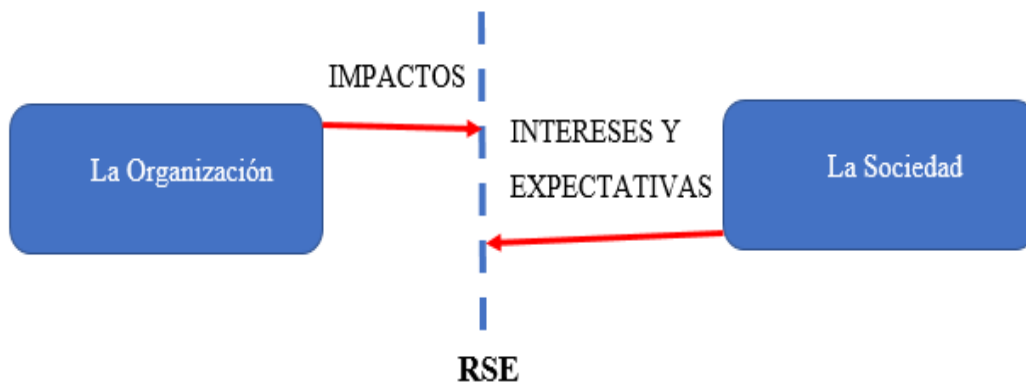 IMPACTOS
La Organización
INTERESES Y
EXPECTATIVAS
La Sociedad
RSE